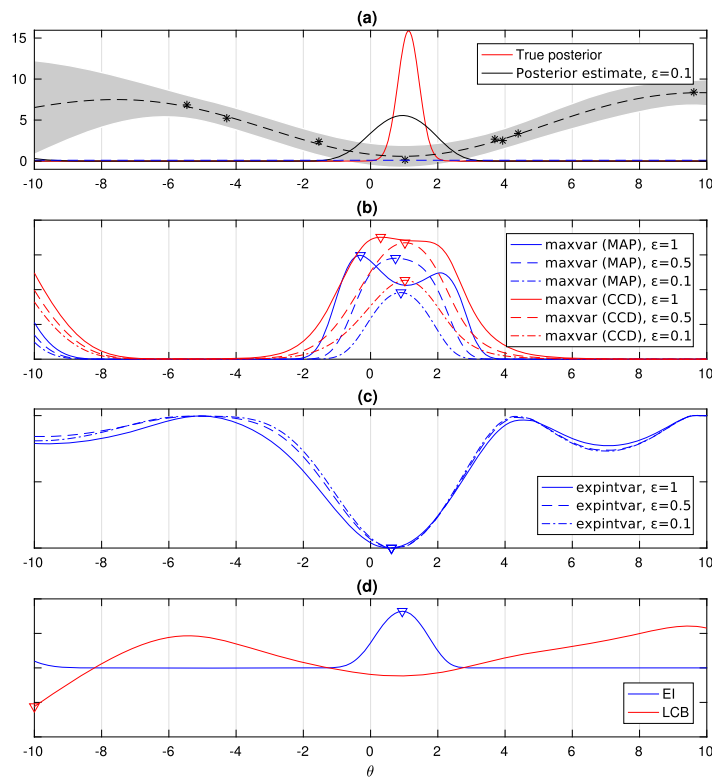 (a)
15
10
5
0
True posterior
Posterior estimate, ε=0.1
-10 -8 -6 -4 -2 0 2 4 6 8 10
(b)
maxvar (MAP), ε=1
maxvar (MAP), ε=0.5
maxvar (MAP), ε=0.1
maxvar (CCD), ε=1
maxvar (CCD), ε=0.5
maxvar (CCD), ε=0.1
-10 -8 -6 -4 -2 0 2 4 6 8 10
(c)
expintvar, ε=1
expintvar, ε=0.5
expintvar, ε=0.1
-10 -8 -6 -4 -2 0 2 4 6 8 10
(d)
EI
LCB
-10 -8 -6 -4 -2 0 2 4 6 8 10
θ